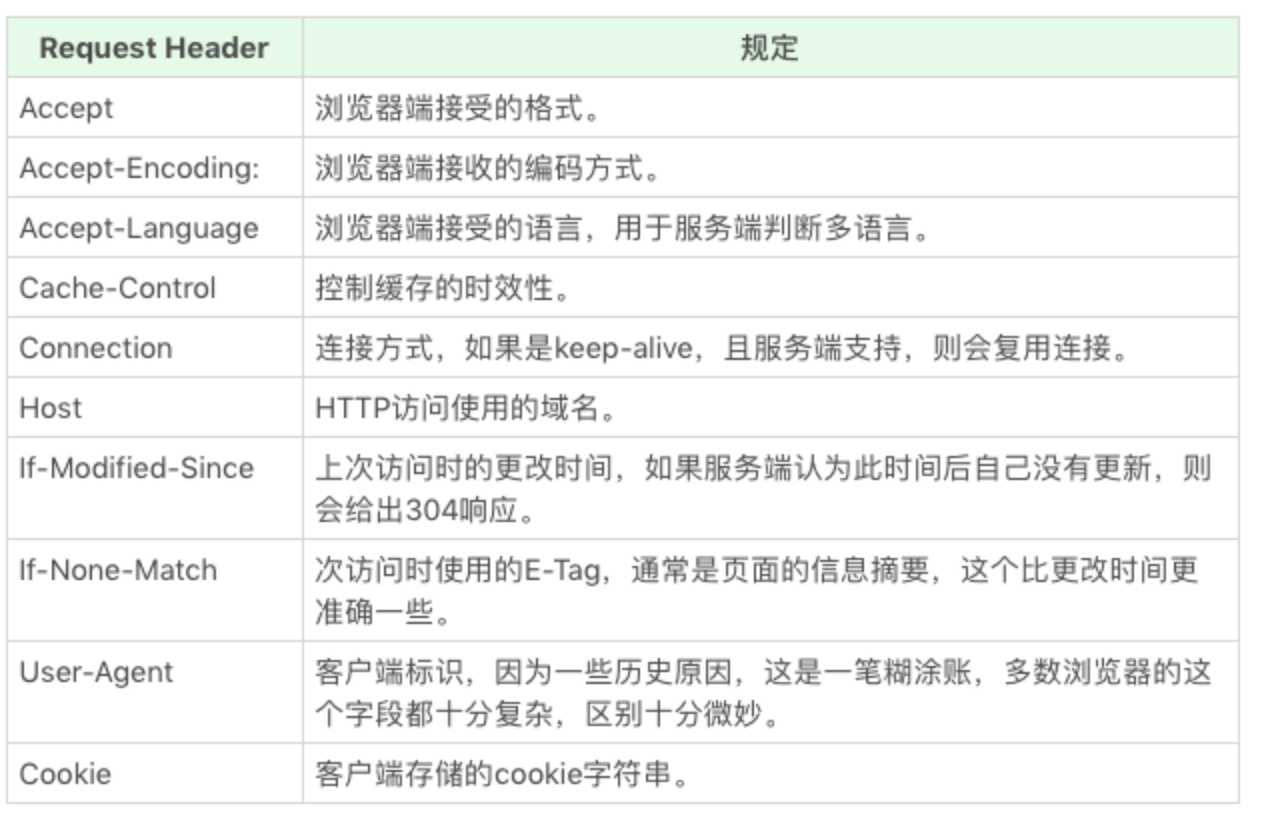 Request Header 规定
Accept 浏览器端接受的格式。
Accept-Encoding: 浏览器端接收的编码方式。
Accept-Language 浏览器端接受的语言，用于服务端判断多语言。
Cache-Control 控制缓存的时效性。
Connection 连接方式，如果是keep-alive，且服务端支持，则会复用连接。
Host HTTP访问使用的域名。
If-Modified-Since 上次访问时的更改时间，如果服务端认为此时间后自己没有更新，则
会给出304响应。
If-None-Match 次访问时使用的E-Tag，通常是页面的信息摘要，这个比更改时间更
准确一些。
User-Agent 客户端标识，因为一些历史原因，这是一笔糊涂账，多数浏览器的这
个字段都十分复杂，区别十分微妙。
Cookie 客户端存储的cookie字符串。